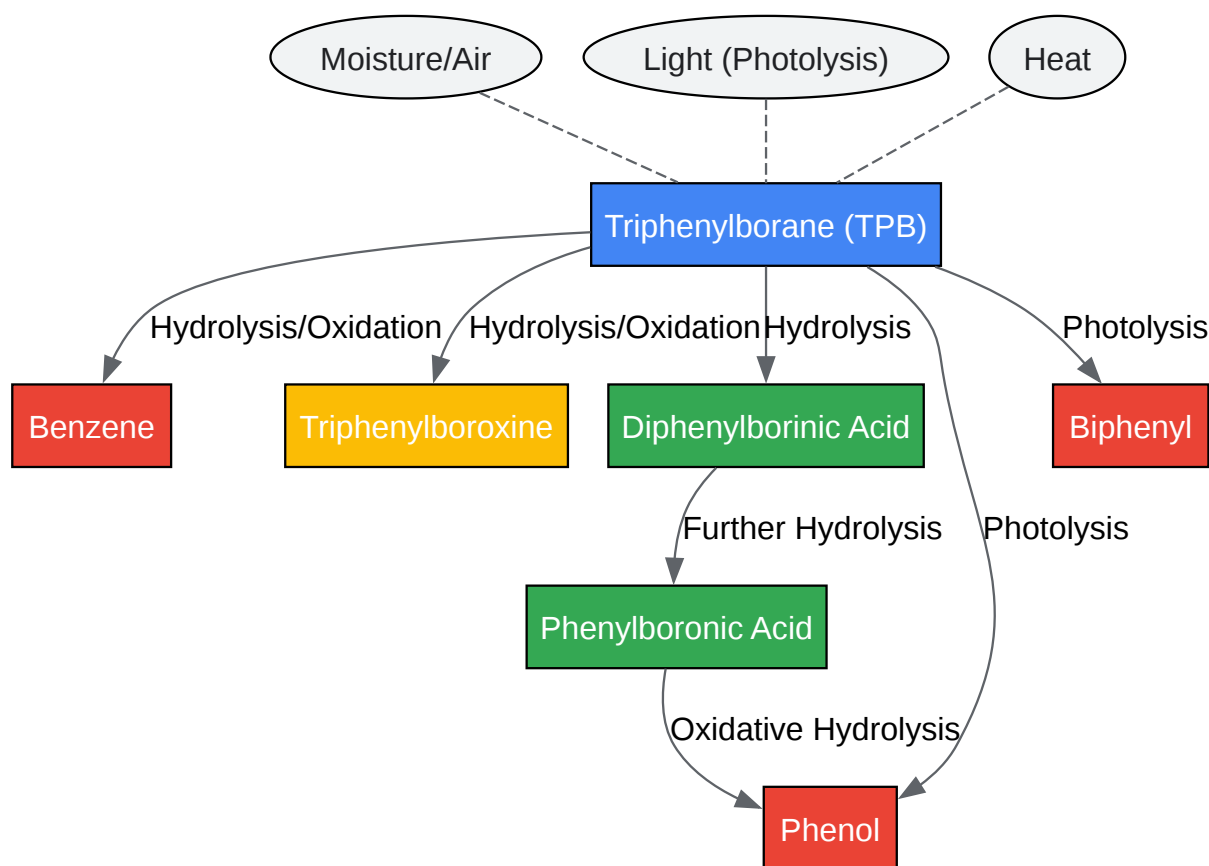 Moisture/Air
Light (Photolysis)
Heat
Triphenylborane (TPB)
Hydrolysis/Oxidation
Hydrolysis/Oxidation
Hydrolysis
Photolysis
Benzene
Triphenylboroxine
Diphenylborinic Acid
Biphenyl
Further Hydrolysis
Photolysis
Phenylboronic Acid
Oxidative Hydrolysis
Phenol